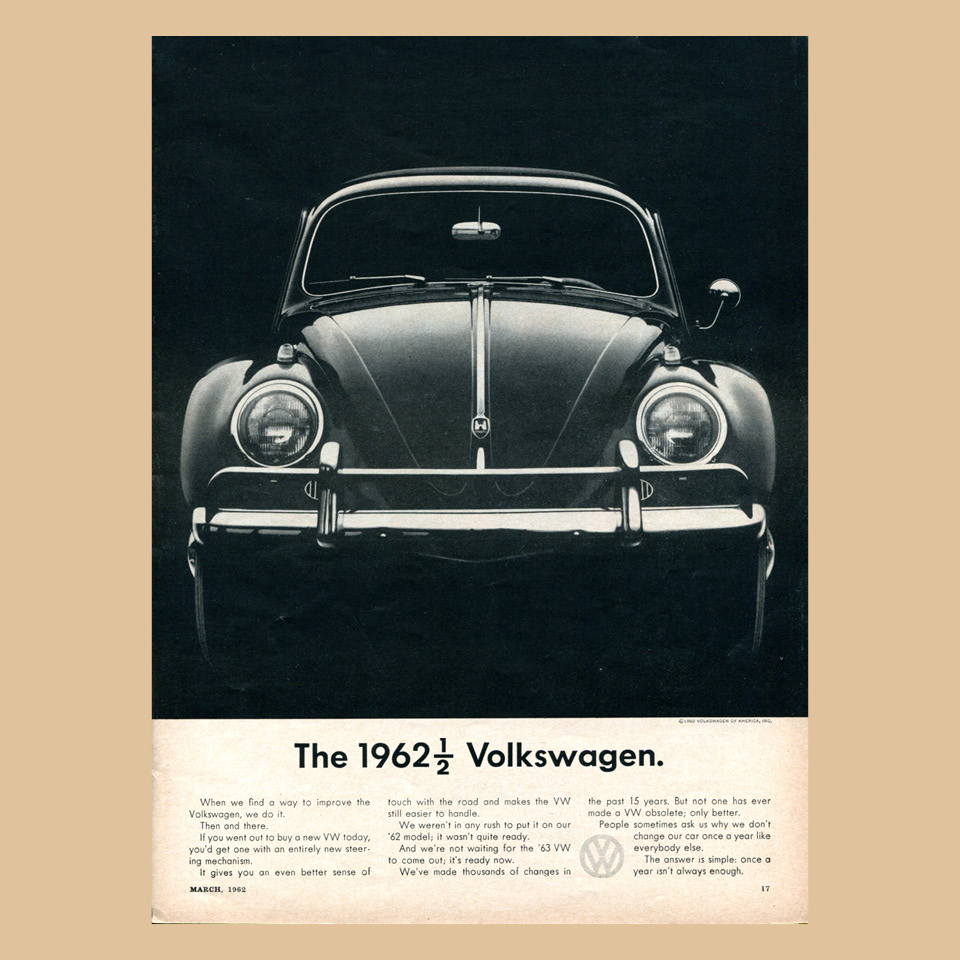 ©1962 VOLKSWAGEN OF AMERICA, INC.
The 1962½ Volkswagen.
When we find a way to improve the
Volkswagen, we do it.
Then and there.
If you went out to buy a new VW today,
you'd get one with an entirely new steer-
ing mechanism.
It gives you an even better sense of
touch with the road and makes the VW
still easier to handle.
We weren't in any rush to put it on our
'62 model; it wasn't quite ready.
And we're not waiting for the '63 VW
to come out; it's ready now.
We've made thousands of changes in
the past 15 years. But not one has ever
made a VW obsolete; only better.
People sometimes ask us why we don't
change our car once a year like
everybody else.
The answer is simple: once a
year isn't always enough.
MARCH, 1962
17